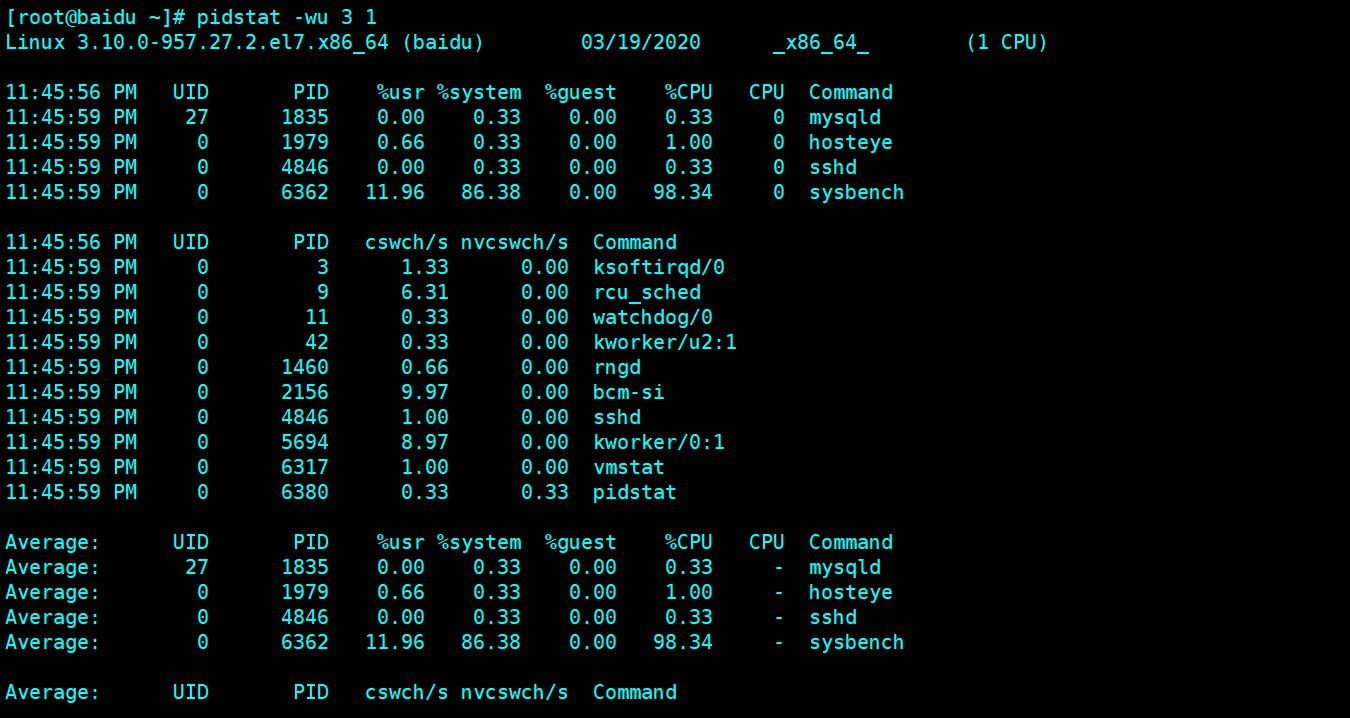 [root@baidu ~]# pidstat -wu 3 1
Linux 3.10.0-957.27.2.el7.x86_64 (baidu)        03/19/2020      _x86_64_        (1 CPU)

11:45:56 PM   UID       PID    %usr %system  %guest    %CPU   CPU  Command
11:45:59 PM    27      1835    0.00    0.33    0.00    0.33     0  mysqld
11:45:59 PM     0      1979    0.66    0.33    0.00    1.00     0  hosteye
11:45:59 PM     0      4846    0.00    0.33    0.00    0.33     0  sshd
11:45:59 PM     0      6362   11.96   86.38    0.00   98.34     0  sysbench

11:45:56 PM   UID       PID   cswch/s nvcswch/s  Command
11:45:59 PM     0         3      1.33      0.00  ksoftirqd/0
11:45:59 PM     0         9      6.31      0.00  rcu_sched
11:45:59 PM     0        11      0.33      0.00  watchdog/0
11:45:59 PM     0        42      0.33      0.00  kworker/u2:1
11:45:59 PM     0      1460      0.66      0.00  rngd
11:45:59 PM     0      2156      9.97      0.00  bcm-si
11:45:59 PM     0      4846      1.00      0.00  sshd
11:45:59 PM     0      5694      8.97      0.00  kworker/0:1
11:45:59 PM     0      6317      1.00      0.00  vmstat
11:45:59 PM     0      6380      0.33      0.33  pidstat

Average:      UID       PID    %usr %system  %guest    %CPU   CPU  Command
Average:       27      1835    0.00    0.33    0.00    0.33     -  mysqld
Average:        0      1979    0.66    0.33    0.00    1.00     -  hosteye
Average:        0      4846    0.00    0.33    0.00    0.33     -  sshd
Average:        0      6362   11.96   86.38    0.00   98.34     -  sysbench

Average:      UID       PID   cswch/s nvcswch/s  Command